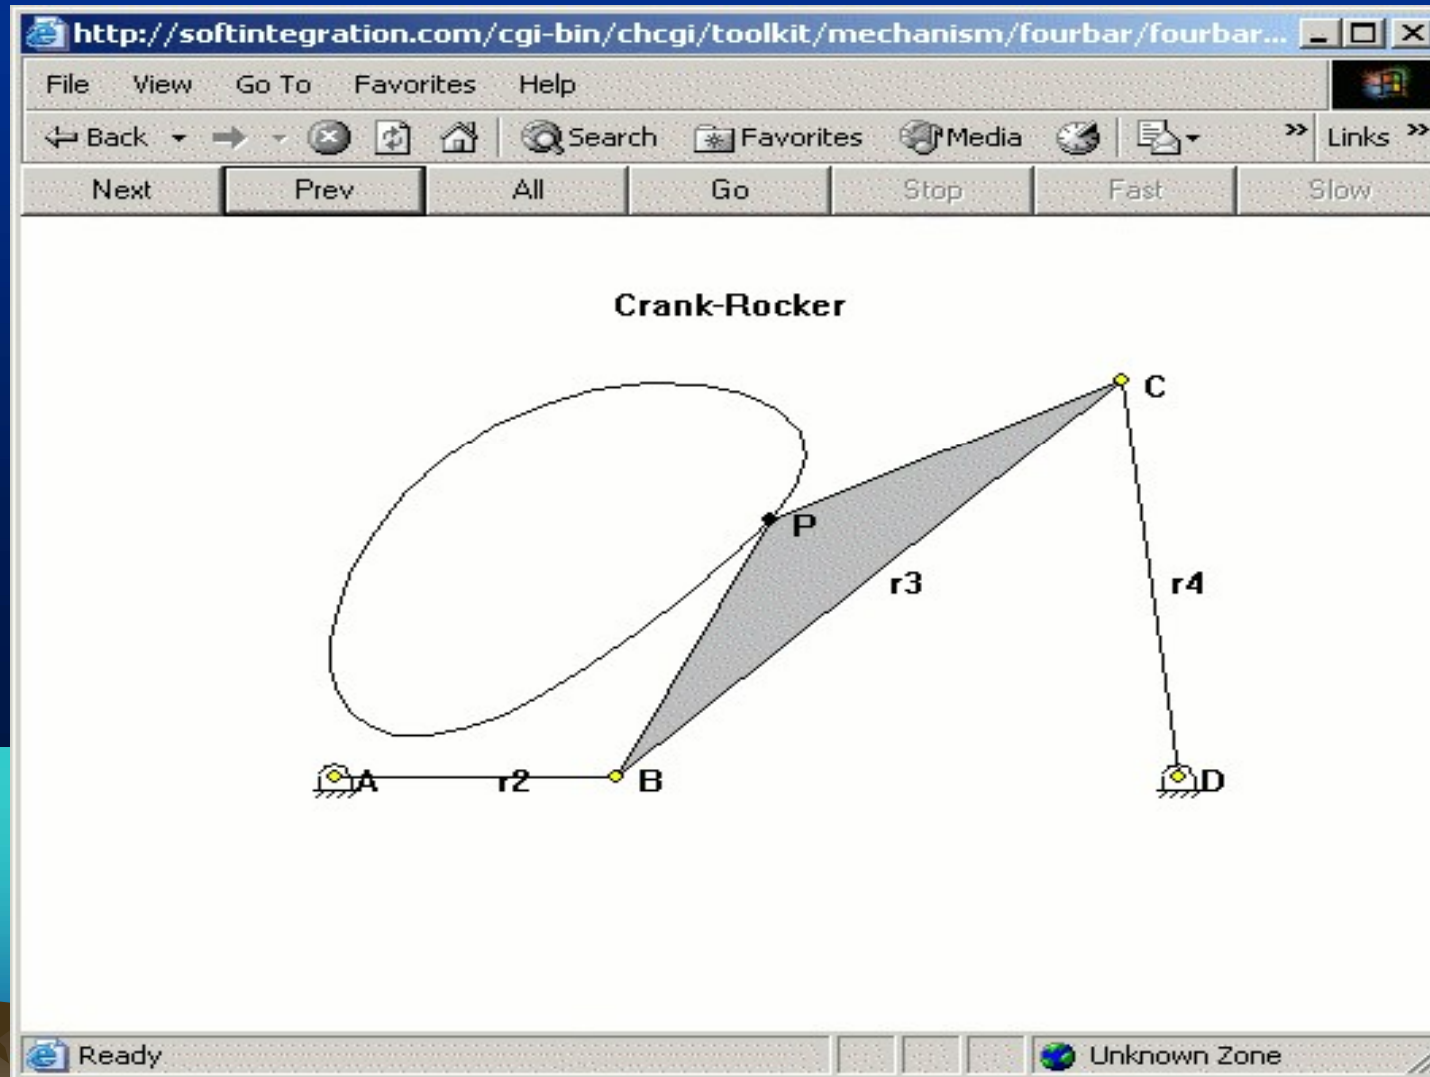 http://softintegration.com/cgi-bin/chcgi/toolkit/mechanism/fourbar/fourbar...
File View Go To Favorites Help
Back Search Favorites Media Links
Next Prev All Go Stop Fast Slow
Crank-Rocker
C
P
r3 r4
A r2 B D
Ready Unknown Zone